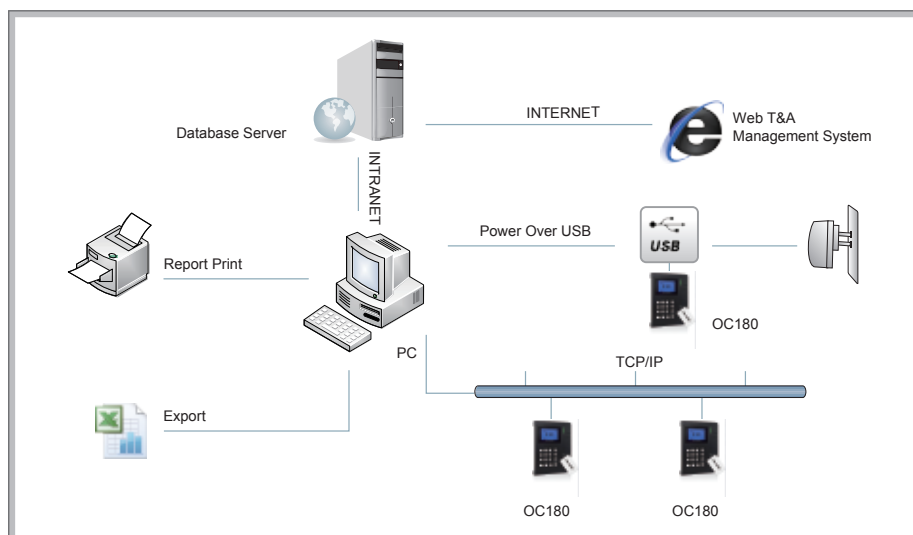 Database Server
INTERNET
Web T&A
Management System
INTRANET
Power Over USB
USB
Report Print
OC180
PC
TCP/IP
Export
OC180
OC180